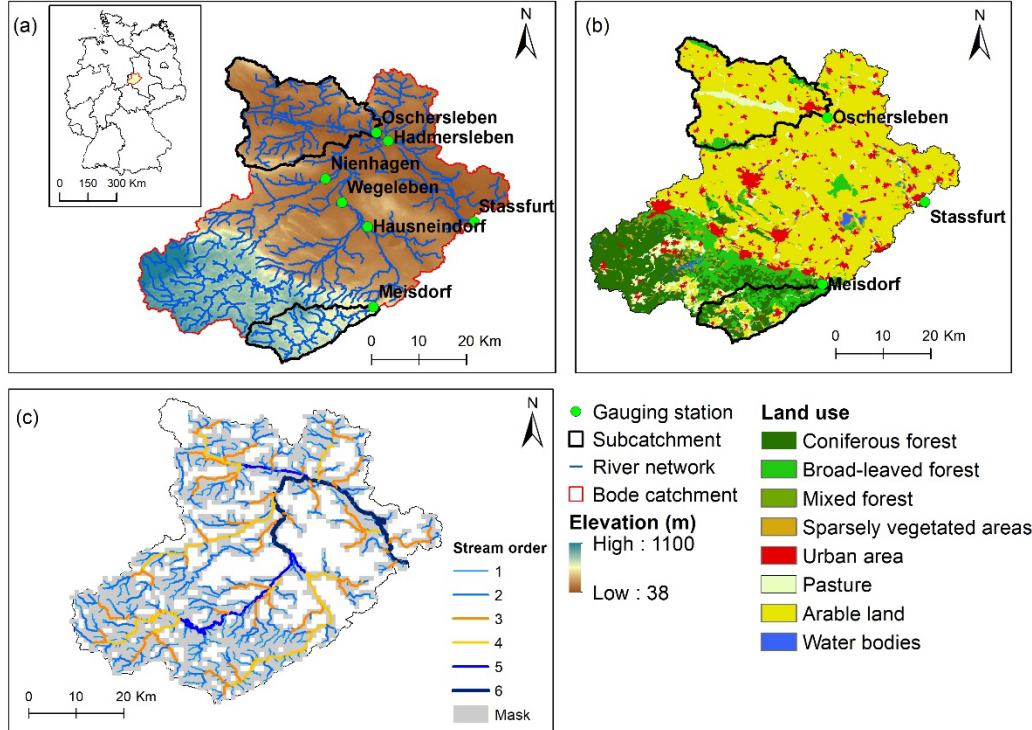 (a)
N
0 150 300 Km
Oschersleben
Hadmersleben
Nienhagen
Wegeleben
Stassfurt
Hausneindorf
Meisdorf
0 10 20 Km
(b)
N
Oschersleben
Stassfurt
Meisdorf
0 10 20 Km
(c)
N
Stream order
1
2
3
4
5
6
Mask
0 10 20 Km
Gauging station
Subcatchment
River network
Bode catchment
Elevation (m)
High : 1100
Low : 38
Land use
Coniferous forest
Broad-leaved forest
Mixed forest
Sparsely vegetated areas
Urban area
Pasture
Arable land
Water bodies